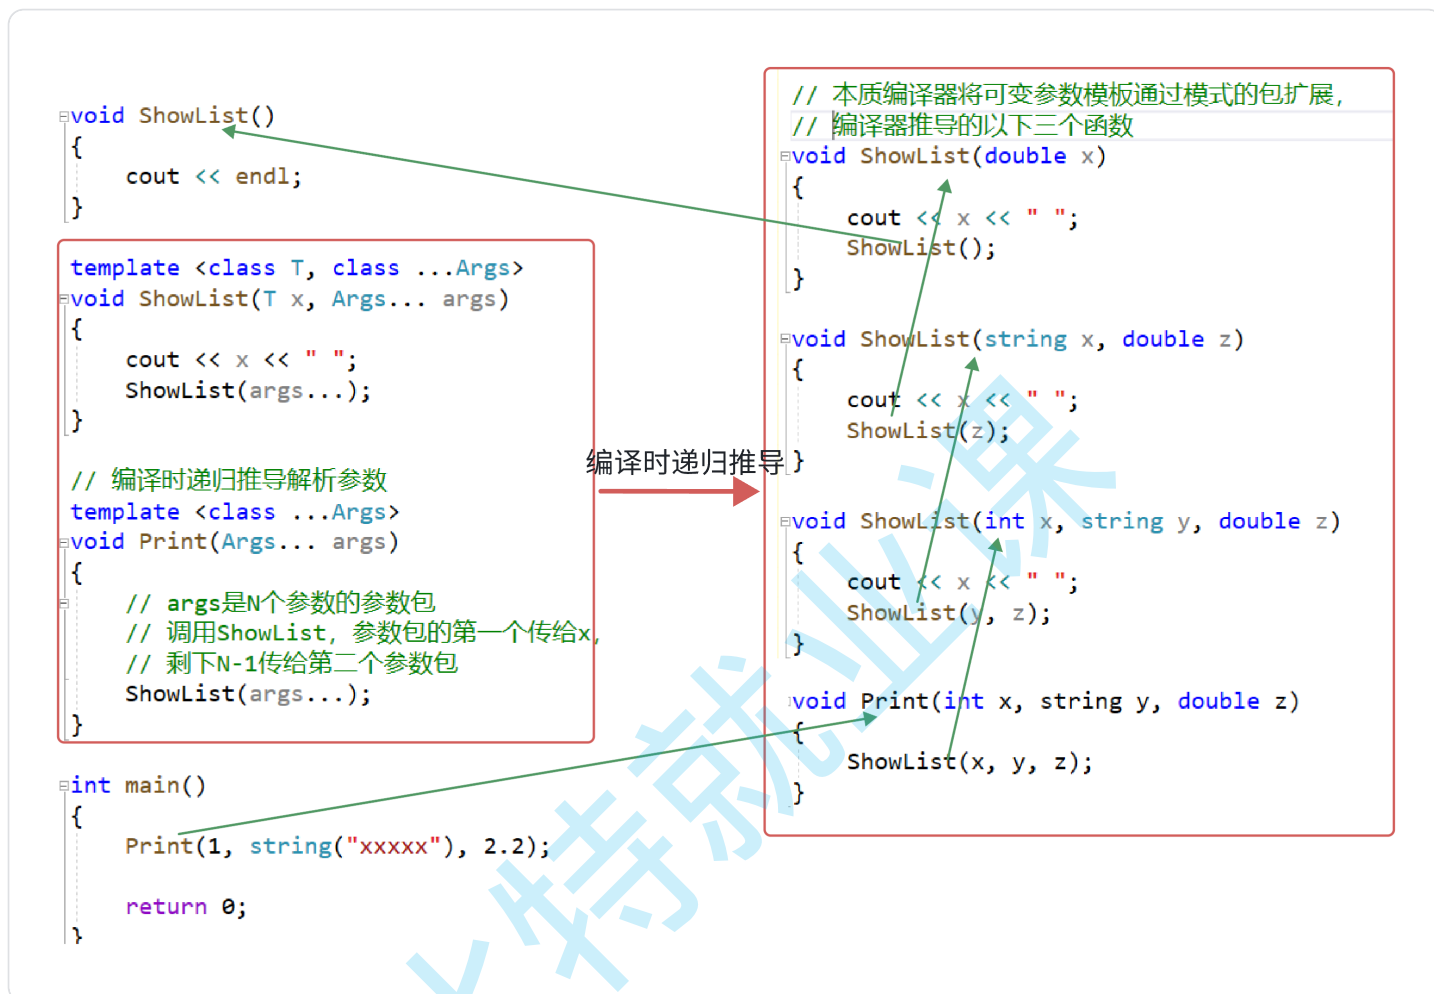 void ShowList()
{
cout << endl;
}
template <class T, class ...Args>
void ShowList(T x, Args... args)
{
cout << x << " ";
ShowList(args...);
}
// 编译时递归推导解析参数
template <class ...Args>
void Print(Args... args)
{
// args是N个参数的参数包
// 调用ShowList, 参数包的第一个传给x,
// 剩下N-1传给第二个参数包
ShowList(args...);
}
int main()
{
Print(1, string("xxxxx"), 2.2);
return 0;
}
编译时递归推导
// 本质编译器将可变参数模板通过模式的包扩展,
// 编译器推导的以下三个函数
void ShowList(double x)
{
cout << x << " ";
ShowList();
}
void ShowList(string x, double z)
{
cout << x << " ";
ShowList(z);
}
void ShowList(int x, string y, double z)
{
cout << x << " ";
ShowList(y, z);
}
void Print(int x, string y, double z)
{
ShowList(x, y, z);
}
特就业课